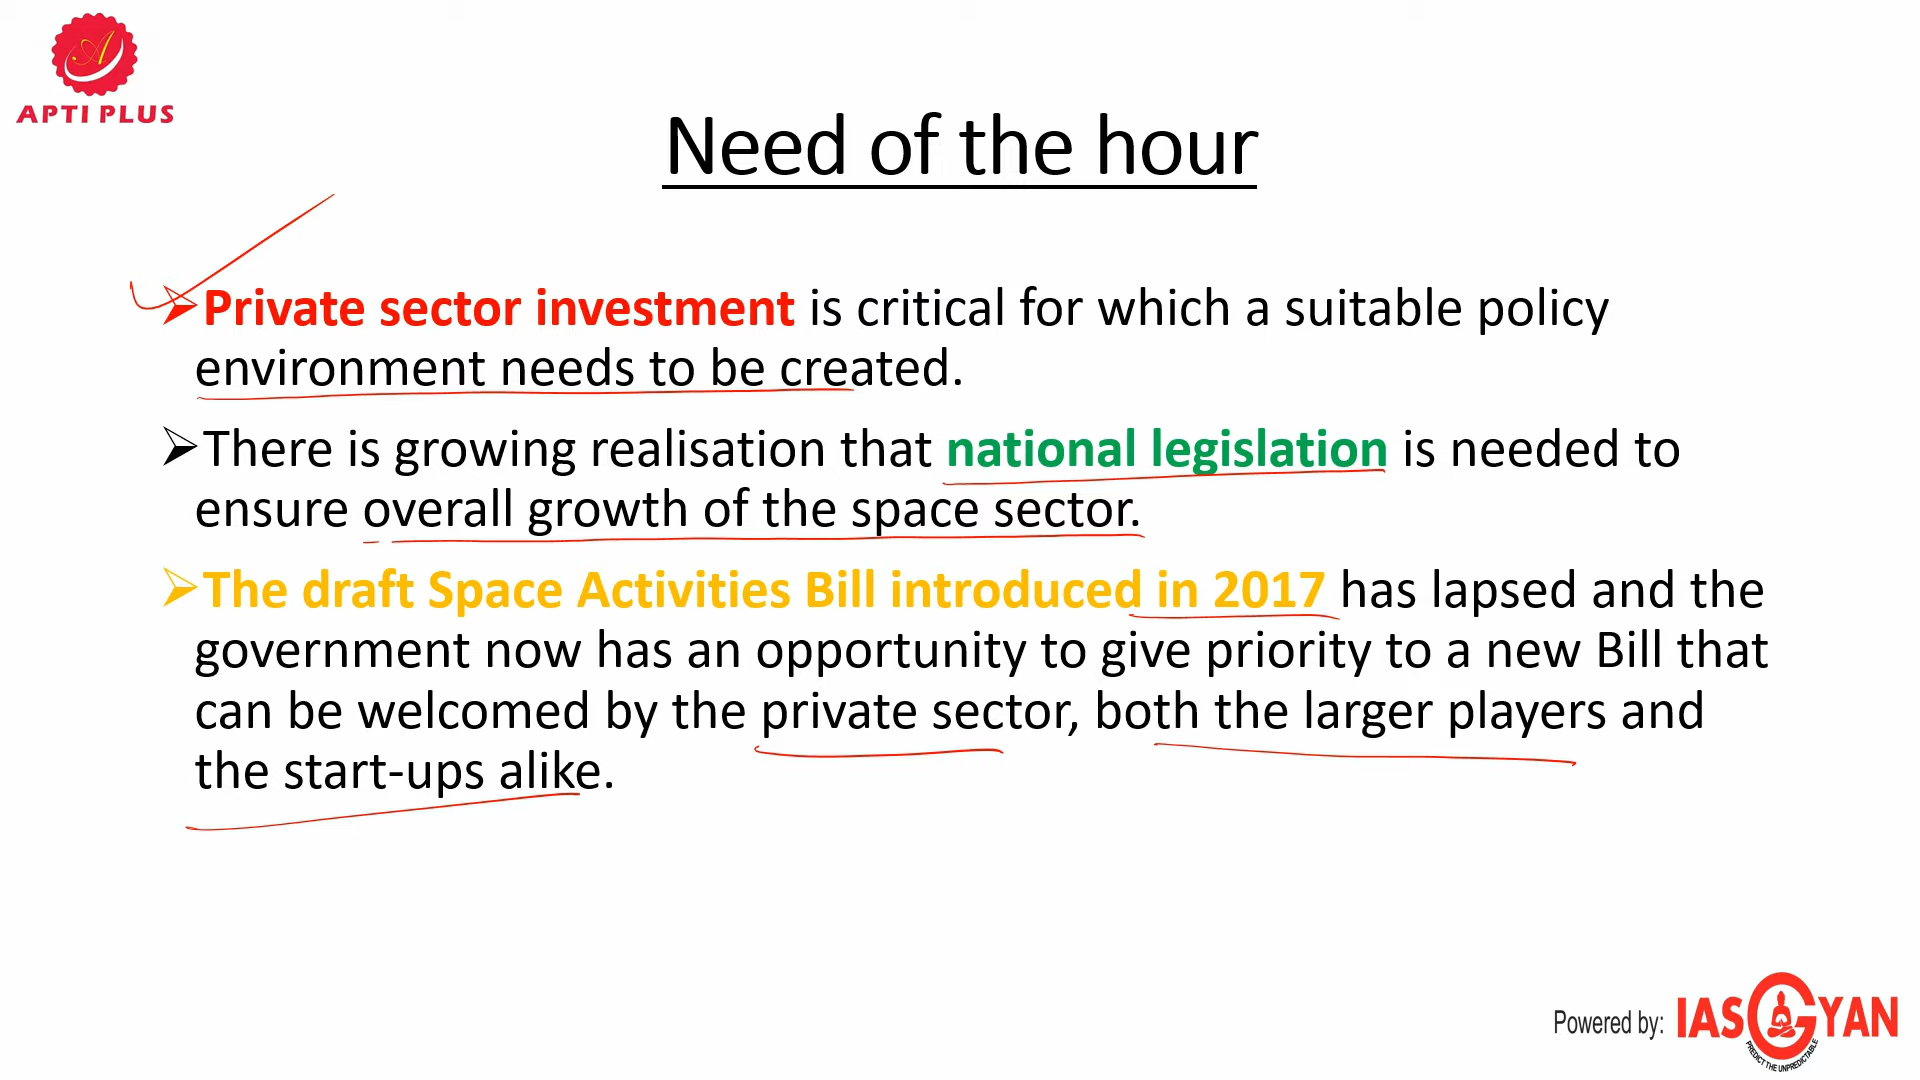 APTI PLUS
Need of the hour
Private sector investment is critical for which a suitable policy
environment needs to be created.
There is growing realisation that national legislation is needed to
ensure overall growth of the space sector.
The draft Space Activities Bill introduced in 2017 has lapsed and the
government now has an opportunity to give priority to a new Bill that
can be welcomed by the private sector, both the larger players and
the start-ups alike.
Powered by: IAS GYAN
PREDICT THE UNPREDICTABLE